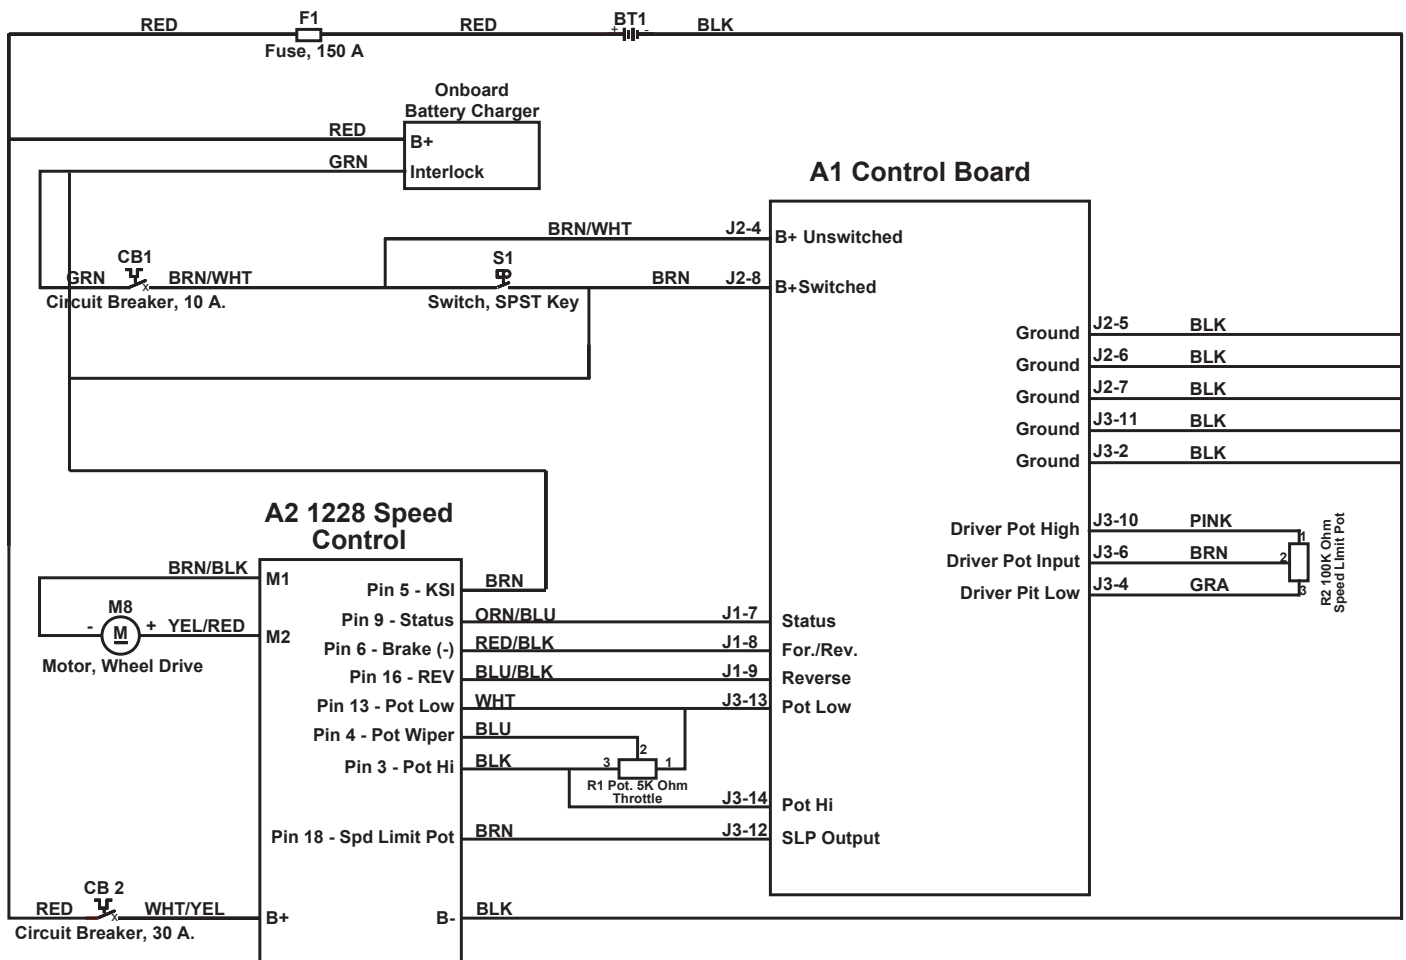 F1
BT1
RED
RED
BLK
+
-
Fuse, 150 A
Onboard
Battery Charger
RED
B+
GRN
Interlock
A1 Control Board
BRN/WHT
J2-4
B+ Unswitched
CB1
S1
GRN
BRN/WHT
BRN
J2-8
B+Switched
x
Circuit Breaker, 10 A.
Switch, SPST Key
Ground
J2-5
BLK
Ground
J2-6
BLK
Ground
J2-7
BLK
Ground
J3-11
BLK
Ground
J3-2
BLK
A2 1228 Speed
Control
Driver Pot High
J3-10
PINK
1
Driver Pot Input
J3-6
BRN
2
Driver Pit Low
J3-4
GRA
3
R2 100K Ohm
Speed LImit Pot
BRN/BLK
M1
Pin 5 - KSI
BRN
M8
-
M
+
YEL/RED
M2
Motor, Wheel Drive
Pin 9 - Status
ORN/BLU
J1-7
Status
Pin 6 - Brake (-)
RED/BLK
J1-8
For./Rev.
Pin 16 - REV
BLU/BLK
J1-9
Reverse
Pin 13 - Pot Low
WHT
J3-13
Pot Low
Pin 4 - Pot Wiper
BLU
2
Pin 3 - Pot Hi
BLK
3
1
R1 Pot. 5K Ohm
Throttle
J3-14
Pot Hi
Pin 18 - Spd Limit Pot
BRN
J3-12
SLP Output
CB 2
RED
WHT/YEL
x
B+
B-
BLK
Circuit Breaker, 30 A.